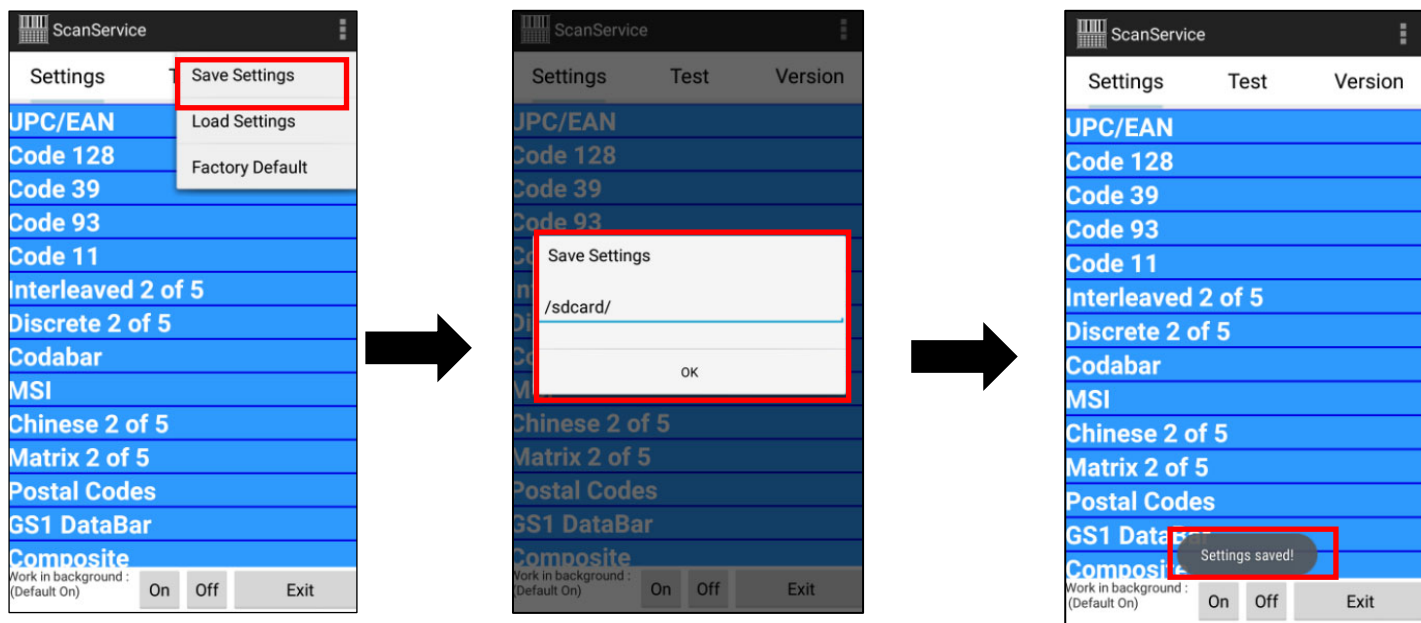 ScanService
Settings
Save Settings
Load Settings
Factory Default
UPC/EAN
Code 128
Code 39
Code 93
Code 11
Interleaved 2 of 5
Discrete 2 of 5
Codabar
MSI
Chinese 2 of 5
Matrix 2 of 5
Postal Codes
GS1 DataBar
Composite
Work in background :
(Default On)
On Off Exit
ScanService
Settings Test Version
UPC/EAN
Code 128
Code 39
Code 93
Save Settings
/sdcard/
OK
Chinese 2 of 5
Matrix 2 of 5
Postal Codes
GS1 DataBar
Composite
Work in background :
(Default On)
On Off Exit
ScanService
Settings Test Version
UPC/EAN
Code 128
Code 39
Code 93
Code 11
Interleaved 2 of 5
Discrete 2 of 5
Codabar
MSI
Chinese 2 of 5
Matrix 2 of 5
Postal Codes
GS1 DataBar
Settings saved!
Composite
Work in background :
(Default On)
On Off Exit